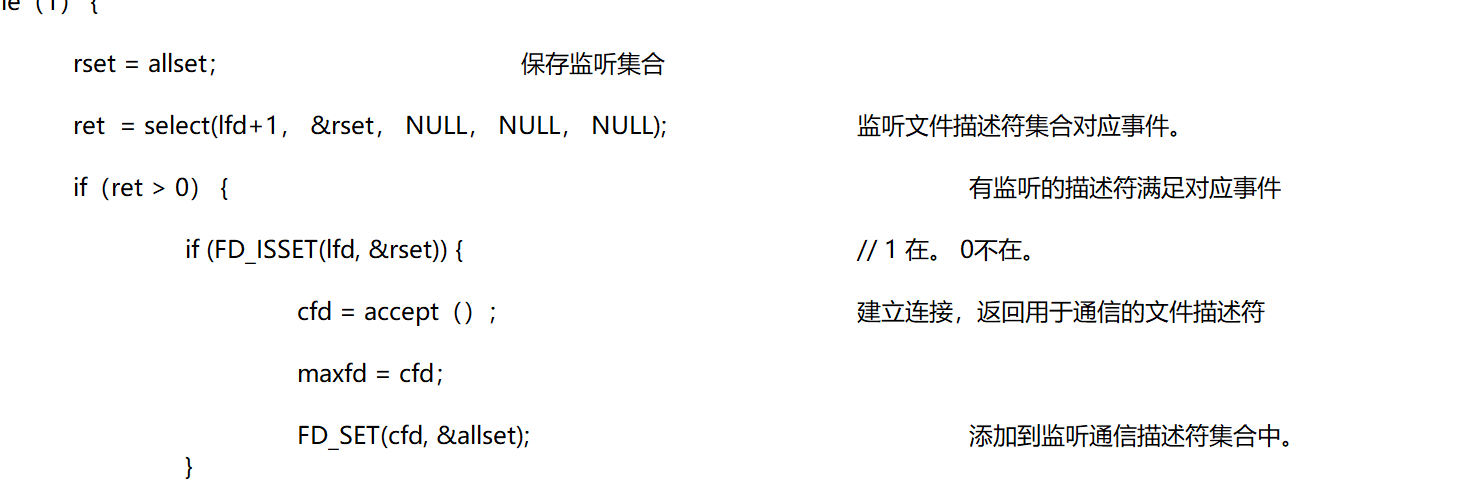 le（1） {
rset = allset； 保存监听集合
ret = select(lfd+1， &rset， NULL， NULL， NULL); 监听文件描述符集合对应事件。
if（ret > 0） { 有监听的描述符满足对应事件
if (FD_ISSET(lfd, &rset)) { // 1 在。 0不在。
cfd = accept（）； 建立连接，返回用于通信的文件描述符
maxfd = cfd；
FD_SET(cfd, &allset); 添加到监听通信描述符集合中。
}